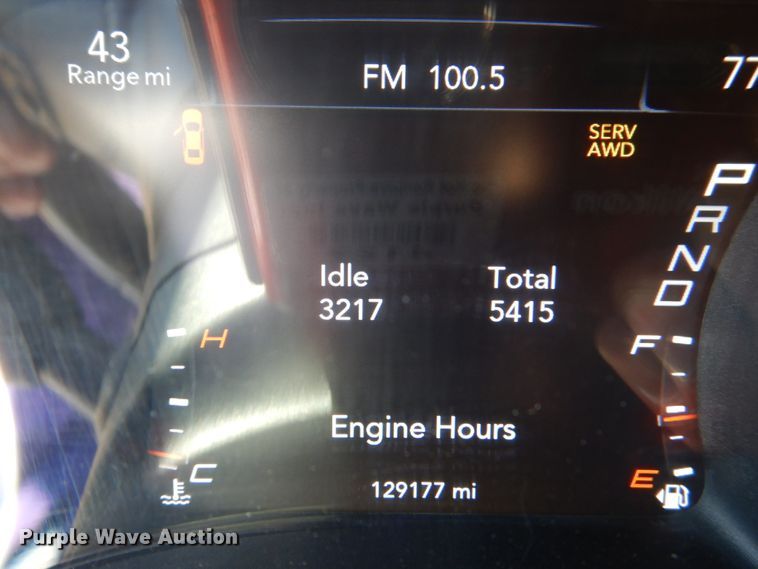 43
Range mi
FM 100.5
77
SERV
AWD
P
R
N
D
Idle
3217
Total
5415
H
F
Engine Hours
C
E
129177 mi
Purple Wave Auction